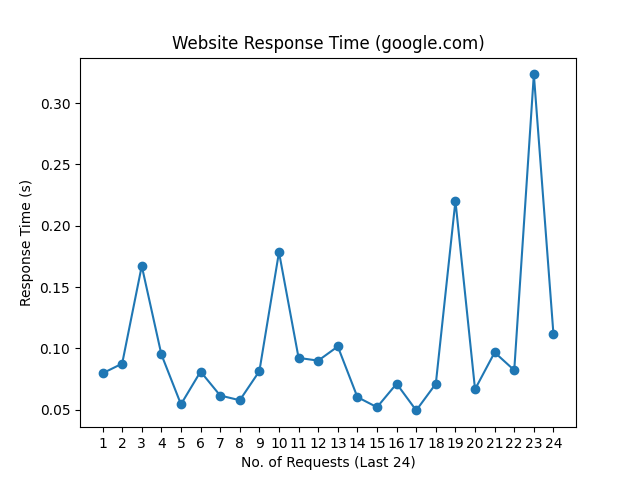 Website Response Time (google.com)
0.30
0.25
0.20
0.15
0.10
0.05
Response Time (s)
1 2 3 4 5 6 7 8 9 10 11 12 13 14 15 16 17 18 19 20 21 22 23 24
No. of Requests (Last 24)